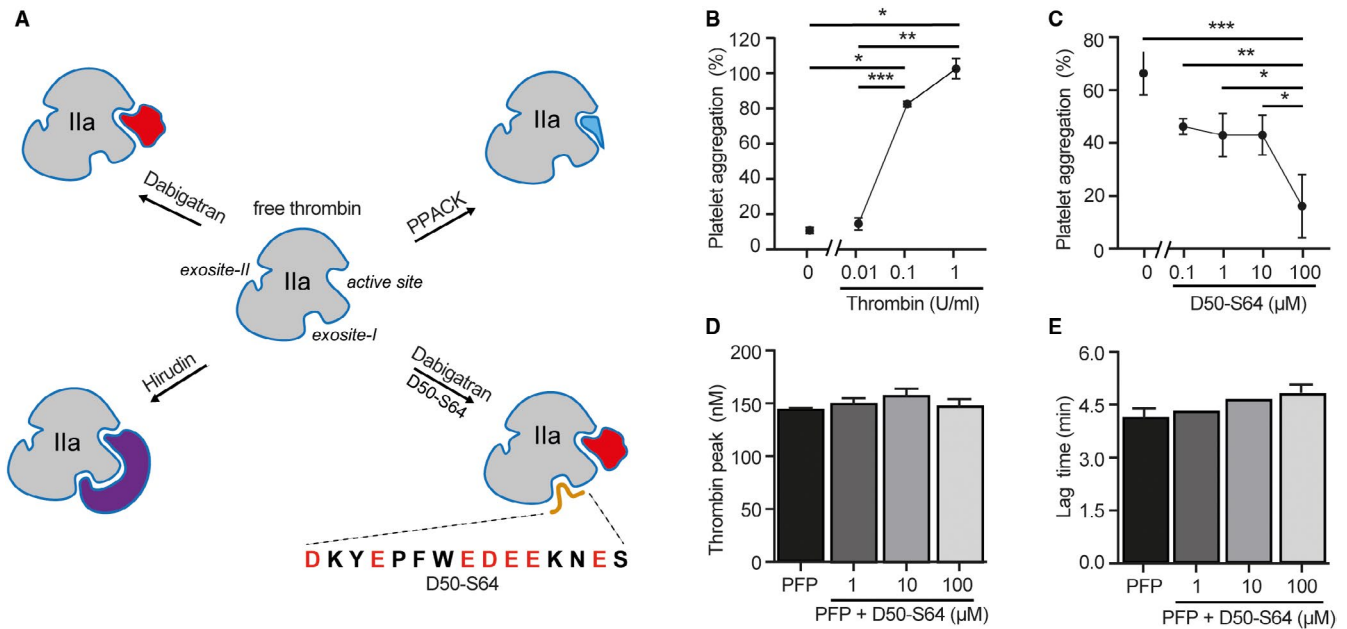 A
IIa
Dabigatran
IIa
PPACK
free thrombin
exosite-II
IIa
active site
exosite-I
Hirudin
IIa
Dabigatran
D50-S64
IIa
DKYEPFWEDEEKNES
D50-S64
B
Platelet aggregation (%)
120
100
80
60
40
20
0
*
**
*
***
0 0.01 0.1 1
Thrombin (U/ml)
C
Platelet aggregation (%)
80
60
40
20
0
***
**
*
*
0 0.1 1 10 100
D50-S64 (µM)
D
Thrombin peak (nM)
200
150
100
50
0
PFP 1 10 100
PFP + D50-S64 (µM)
E
Lag time (min)
6.0
4.5
3.0
1.5
0.0
PFP 1 10 100
PFP + D50-S64 (µM)